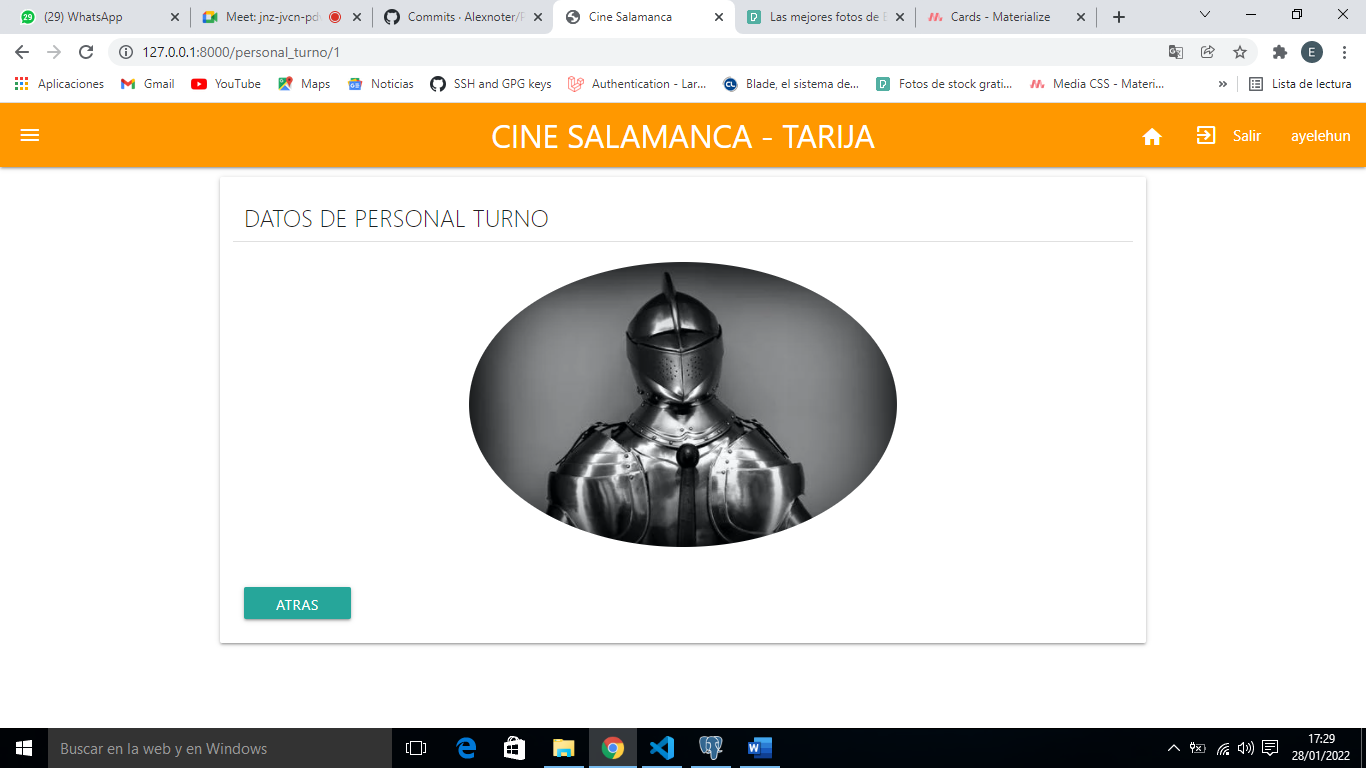 (29) WhatsApp
Meet: jnz-jvcn-pd
Commits · Alexnoter/P
Cine Salamanca
Las mejores fotos de E
Cards - Materialize
127.0.0.1:8000/personal_turno/1
E
Aplicaciones
Gmail
YouTube
Maps
Noticias
SSH and GPG keys
Authentication - Lar...
Blade, el sistema de...
Fotos de stock grati...
Media CSS - Materi...
»
Lista de lectura
CINE SALAMANCA - TARIJA
Salir
ayelehun
DATOS DE PERSONAL TURNO
ATRAS
Buscar en la web y en Windows
17:29
28/01/2022